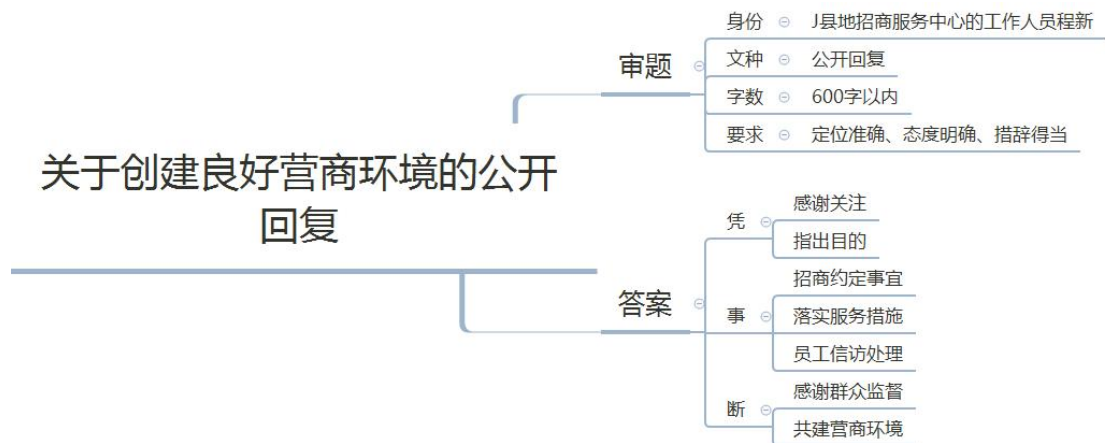 关于创建良好营商环境的公开
回复
审题
身份
J县地招商服务中心的工作人员程新
文种
公开回复
字数
600字以内
要求
定位准确、态度明确、措辞得当
答案
凭
感谢关注
指出目的
事
招商约定事宜
落实服务措施
员工信访处理
断
感谢群众监督
共建营商环境